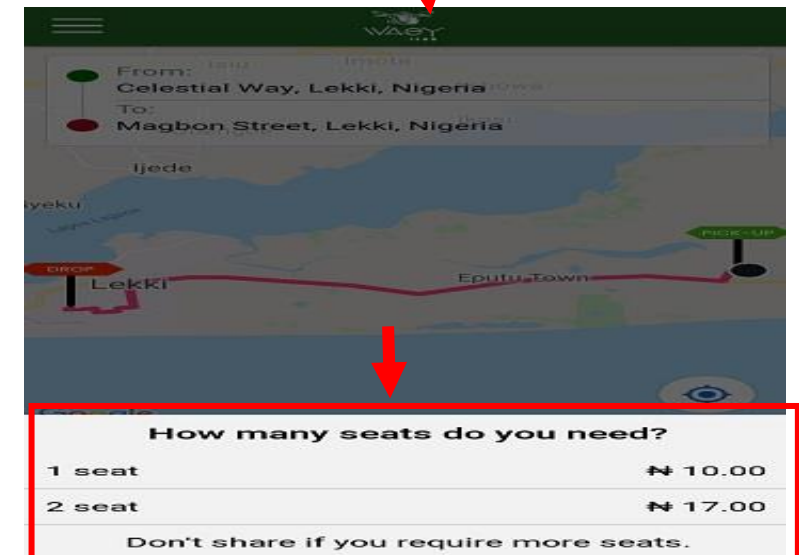 WAGY
From:
Celestial Way, Lekki, Nigeria
To:
Magbon Street, Lekki, Nigeria
Ijede
PICK-UP
DROP
Lekki
Eputu Town
How many seats do you need?
1 seat ₦ 10.00
2 seat ₦ 17.00
Don't share if you require more seats.